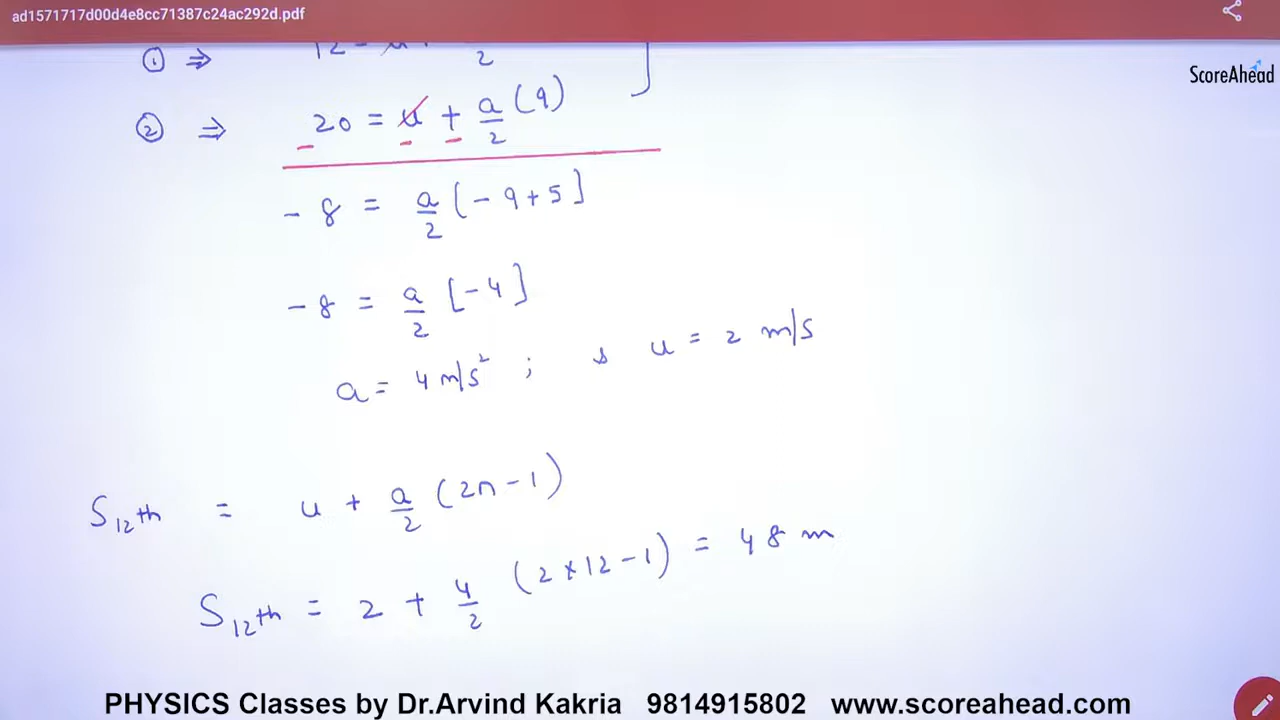 ad1571717d00d4e8cc71387c24ac292d.pdf
ScoreAhead
① ⇒ 12 = u + 2
② ⇒ 20 = u + a/2 (9)
- 8 = a/2 [- 9 + 5]
- 8 = a/2 [- 4]
a = 4 m/s² ; s u = 2 m/s
S12th = u + a/2 (2n - 1)
S12th = 2 + 4/2 (2 × 12 - 1) = 48 m
PHYSICS Classes by Dr.Arvind Kakria 9814915802 www.scoreahead.com